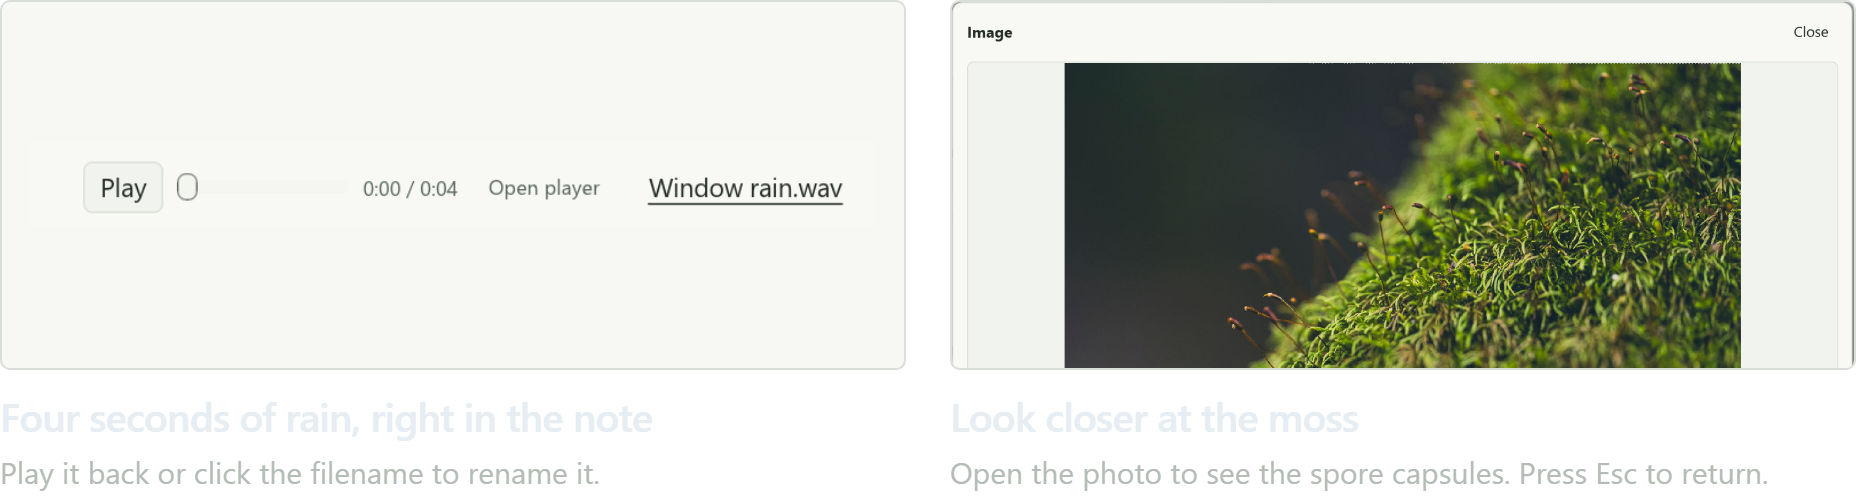 Play 0:00 / 0:04 Open player Window rain.wav
Four seconds of rain, right in the note
Play it back or click the filename to rename it.
Image Close
Look closer at the moss
Open the photo to see the spore capsules. Press Esc to return.